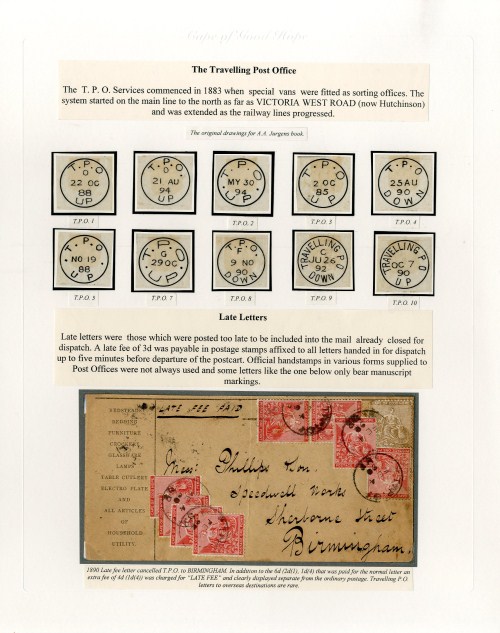 Cape of Good Hope
The Travelling Post Office
The T. P. O. Services commenced in 1883 when special vans were fitted as sorting offices. The
system started on the main line to the north as far as VICTORIA WEST ROAD (now Hutchinson)
and was extended as the railway lines progressed.
The original drawings for A.A. Jurgens book.
T.P.O.
O
22 OC
88
UP
T.P.O.
O
21 AU
94
UP
T.P.O.
MY 30
94
UP
T.P.O.
2 OC
85
UP
T.P.O.
25 AU
90
DOWN
T.P.O. 1
T.P.O. 2
T.P.O. 3
T.P.O. 4
T.P.O.
NO 19
88
UP
T.P.O.
G
29 OC
UP
T.P.O.
9 NO
90
DOWN
TRAVELLING P.O
C
JU 26
92
DOWN
TRAVELLING P.O
OC 7
90
UP
T.P.O. 5
T.P.O. 7
T.P.O. 8
T.P.O. 9
T.P.O. 10
Late Letters
Late letters were those which were posted too late to be included into the mail already closed for
dispatch. A late fee of 3d was payable in postage stamps affixed to all letters handed in for dispatch
up to five minutes before departure of the postcart. Official handstamps in various forms supplied to
Post Offices were not always used and some letters like the one below only bear manuscript
markings.
LATE FEE PAID
BEDDING
FURNITURE
CROCKERY
GLASSWARE
LAMPS
TABLE CUTLERY
ELECTRO PLATE
AND
ALL ARTICLES
OF
HOUSEHOLD
UTILITY.
Messrs Phillips &on.
Speedwell Works
Sherborne Street
Birmingham.
1890 Late fee letter cancelled T.P.O. to BIRMINGHAM. In addition to the 6d (2d(1), 1d(4) that was paid for the normal letter an
extra fee of 4d (1d(4)) was charged for "LATE FEE" and clearly displayed separate from the ordinary postage. Travelling P.O.
letters to overseas destinations are rare.